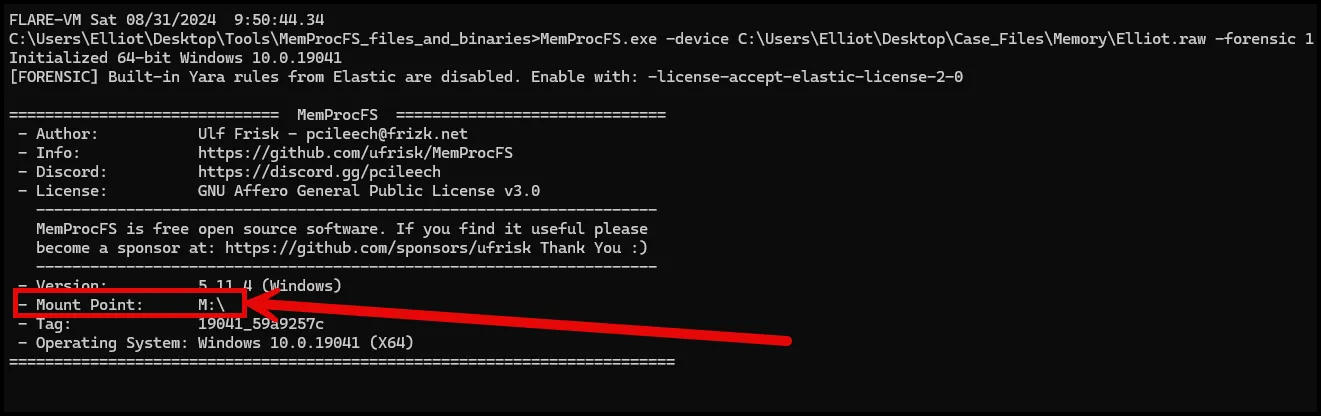 FLARE-VM Sat 08/31/2024  9:50:44.34
C:\Users\Elliot\Desktop\Tools\MemProcFS_files_and_binaries>MemProcFS.exe -device C:\Users\Elliot\Desktop\Case_Files\Memory\Elliot.raw -forensic 1
Initialized 64-bit Windows 10.0.19041
[FORENSIC] Built-in Yara rules from Elastic are disabled. Enable with: -license-accept-elastic-license-2-0
==============================  MemProcFS  ==============================
- Author:           Ulf Frisk - pcileech@frizk.net
- Info:             https://github.com/ufrisk/MemProcFS
- Discord:          https://discord.gg/pcileech
- License:          GNU Affero General Public License v3.0
---------------------------------------------------------------------
MemProcFS is free open source software. If you find it useful please
become a sponsor at: https://github.com/sponsors/ufrisk Thank You :)
---------------------------------------------------------------------
- Version:          5.11.4 (Windows)
- Mount Point:      M:\
- Tag:              19041_59a9257c
- Operating System: Windows 10.0.19041 (X64)
==========================================================================